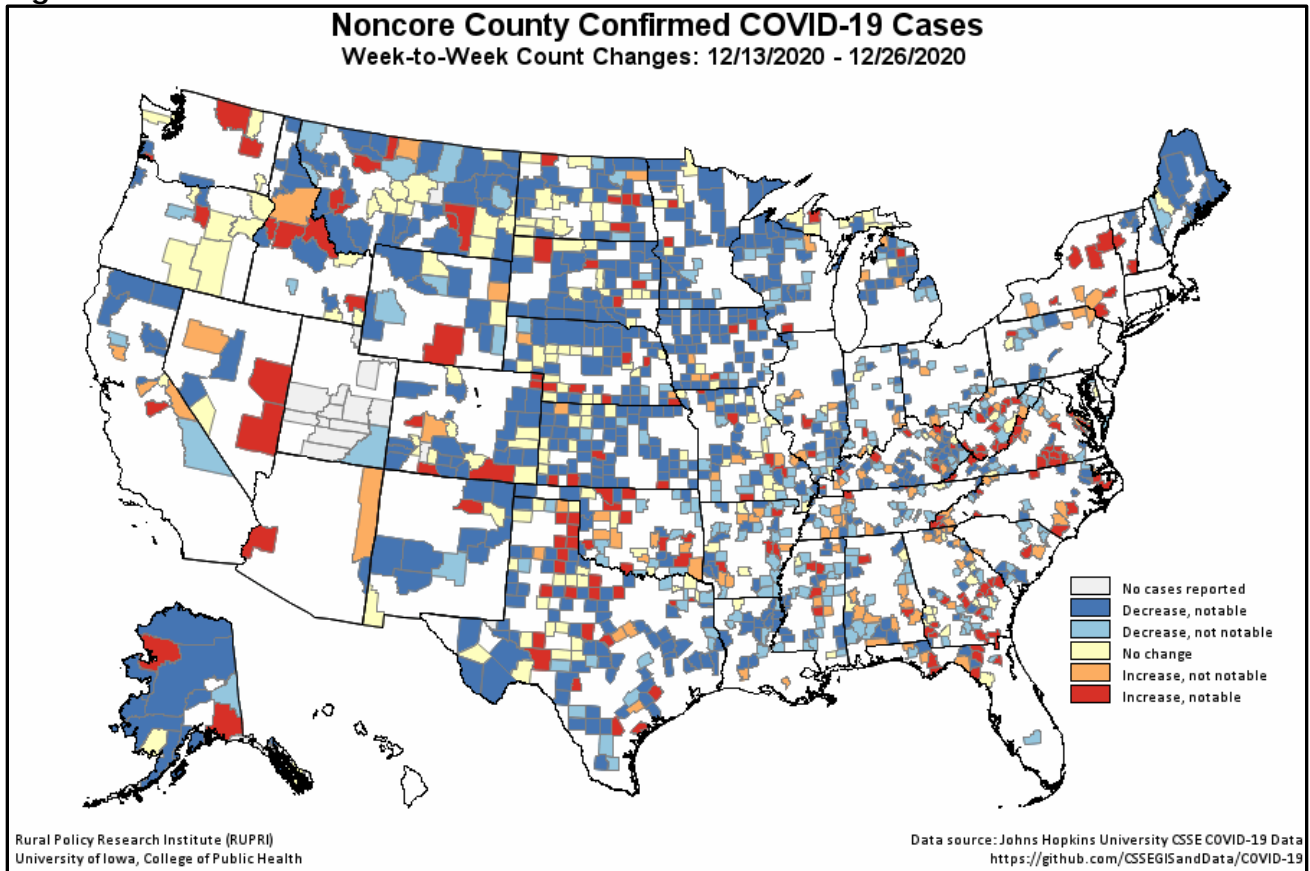 Noncore County Confirmed COVID-19 Cases
Week-to-Week Count Changes: 12/13/2020 - 12/26/2020
No cases reported
Decrease, notable
Decrease, not notable
No change
Increase, not notable
Increase, notable
Rural Policy Research Institute (RUPRI)
University of Iowa, College of Public Health
Data source: Johns Hopkins University CSSE COVID-19 Data
https://github.com/CSSEGISandData/COVID-19